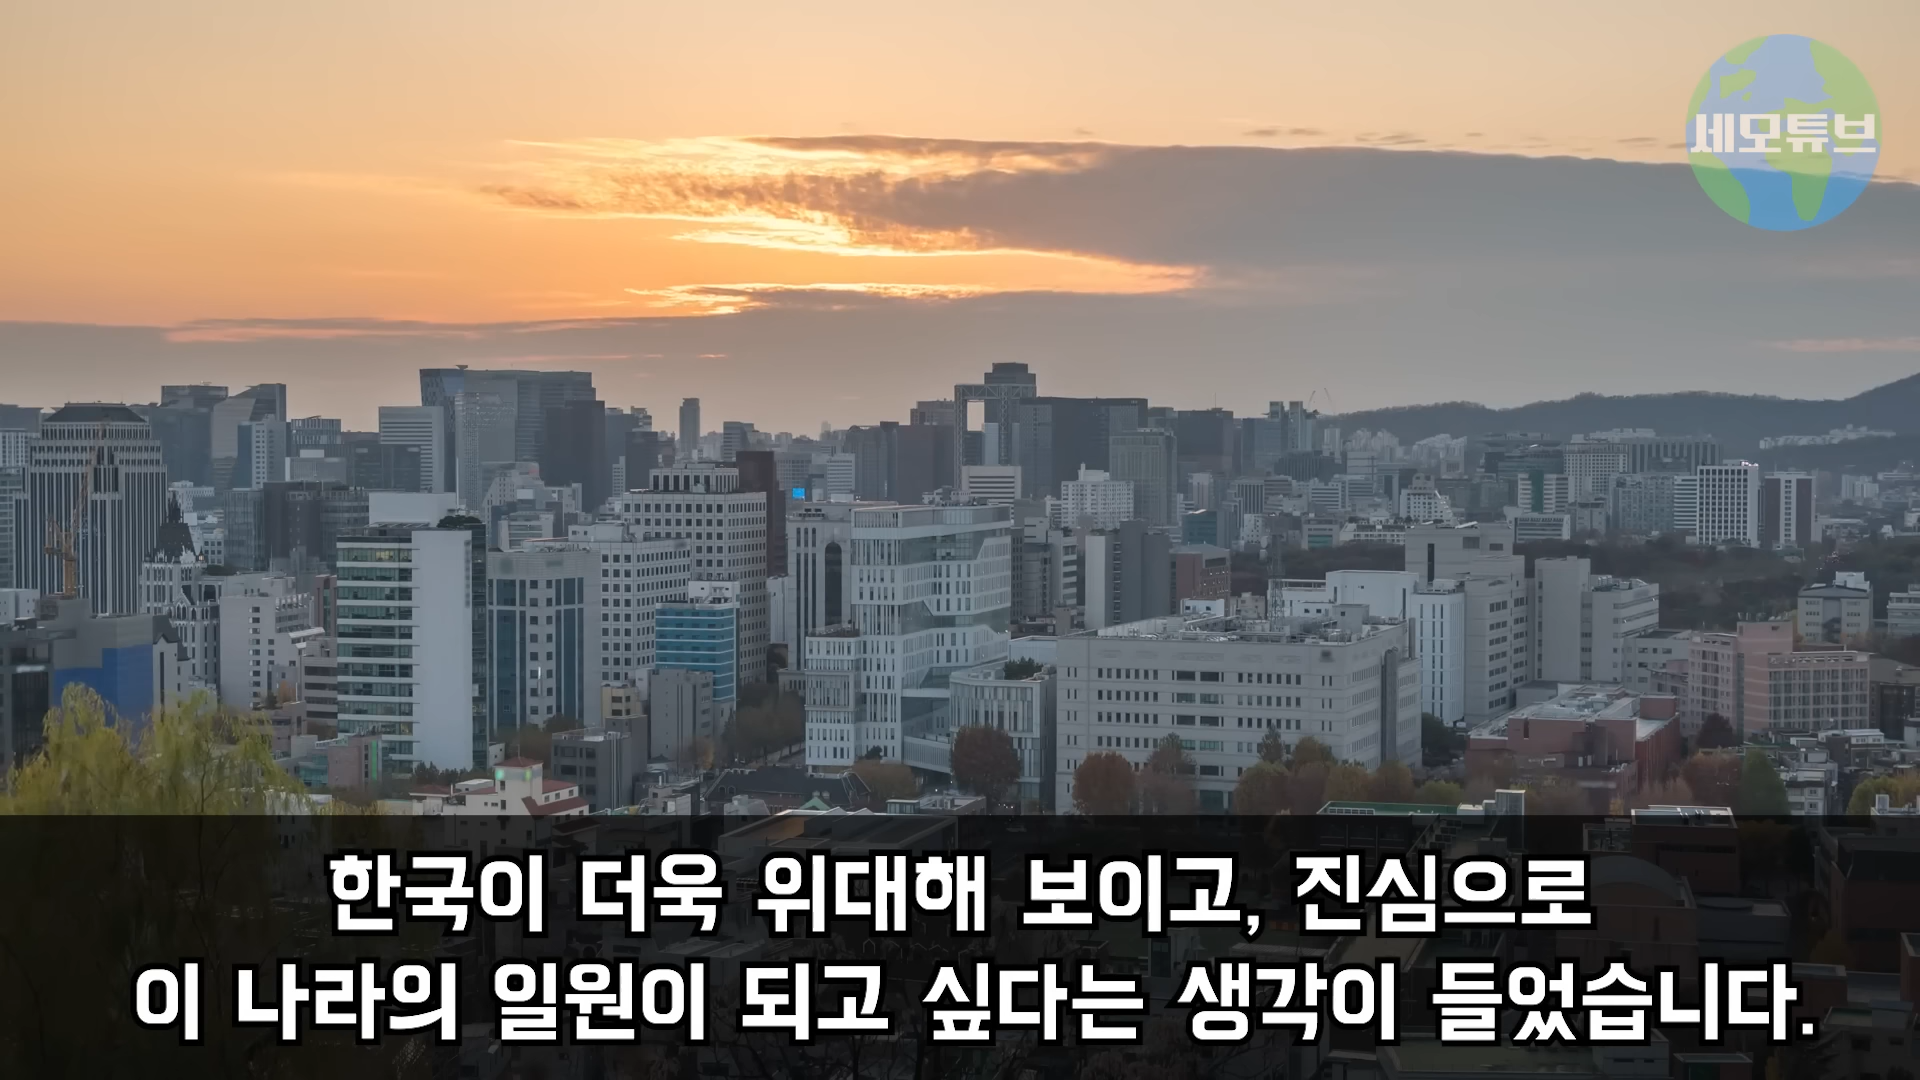 세모튜브
한국이 더욱 위대해 보이고, 진심으로
이 나라의 일원이 되고 싶다는 생각이 들었습니다.